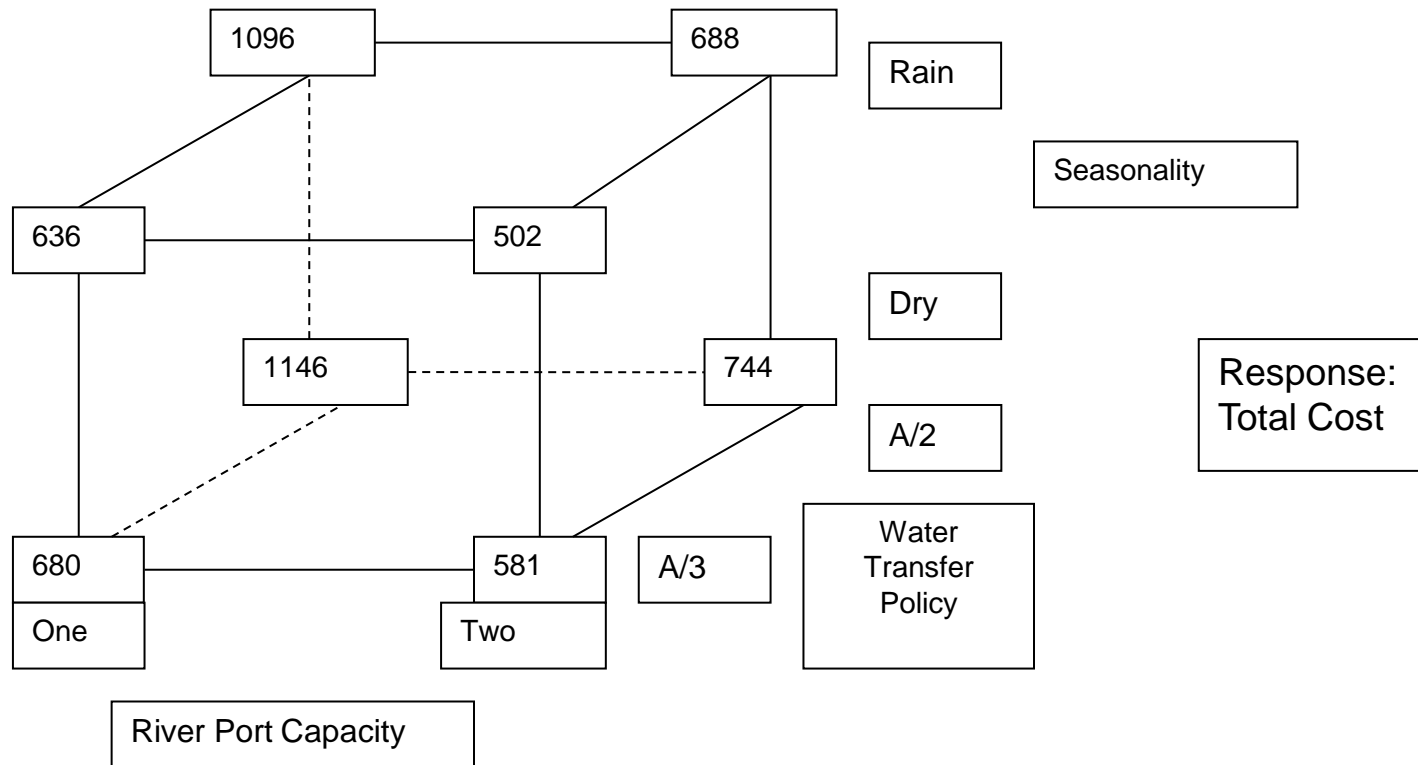 1096
688
Rain
Seasonality
636
502
Dry
1146
744
Response:
Total Cost
A/2
Water
Transfer
Policy
680
581
A/3
One
Two
River Port Capacity